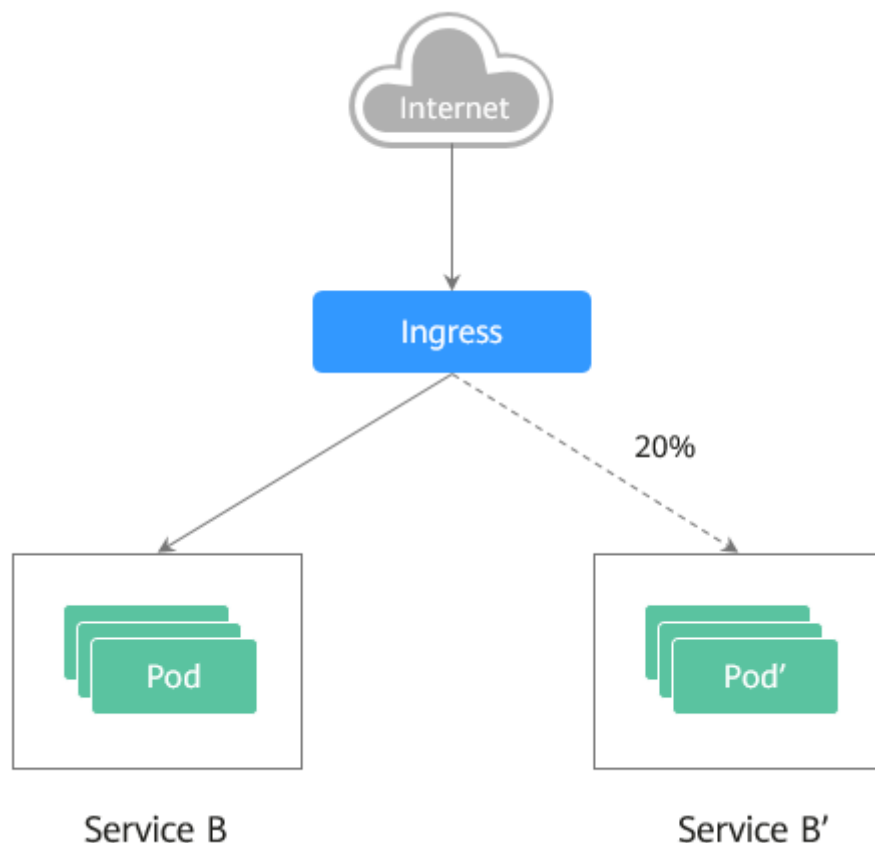 Internet
Ingress
20%
Pod
Pod’
Service B
Service B’